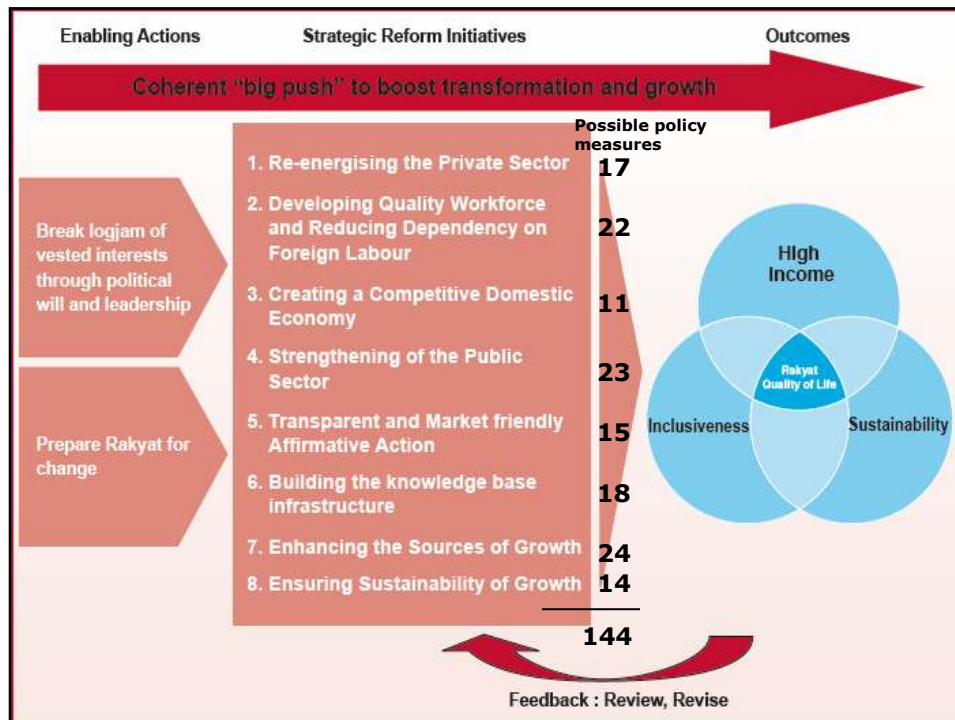 Enabling Actions
Strategic Reform Initiatives
Outcomes
Coherent "big push" to boost transformation and growth
Possible policy
measures
Break logjam of
vested interests
through political
will and leadership
Prepare Rakyat for
change
1. Re-energising the Private Sector
17
2. Developing Quality Workforce
and Reducing Dependency on
Foreign Labour
22
3. Creating a Competitive Domestic
Economy
11
4. Strengthening of the Public
Sector
23
5. Transparent and Market friendly
Affirmative Action
15
6. Building the knowledge base
infrastructure
18
7. Enhancing the Sources of Growth
24
8. Ensuring Sustainability of Growth
14
144
High
Income
Rakyat
Quality of Life
Inclusiveness
Sustainability
Feedback : Review, Revise